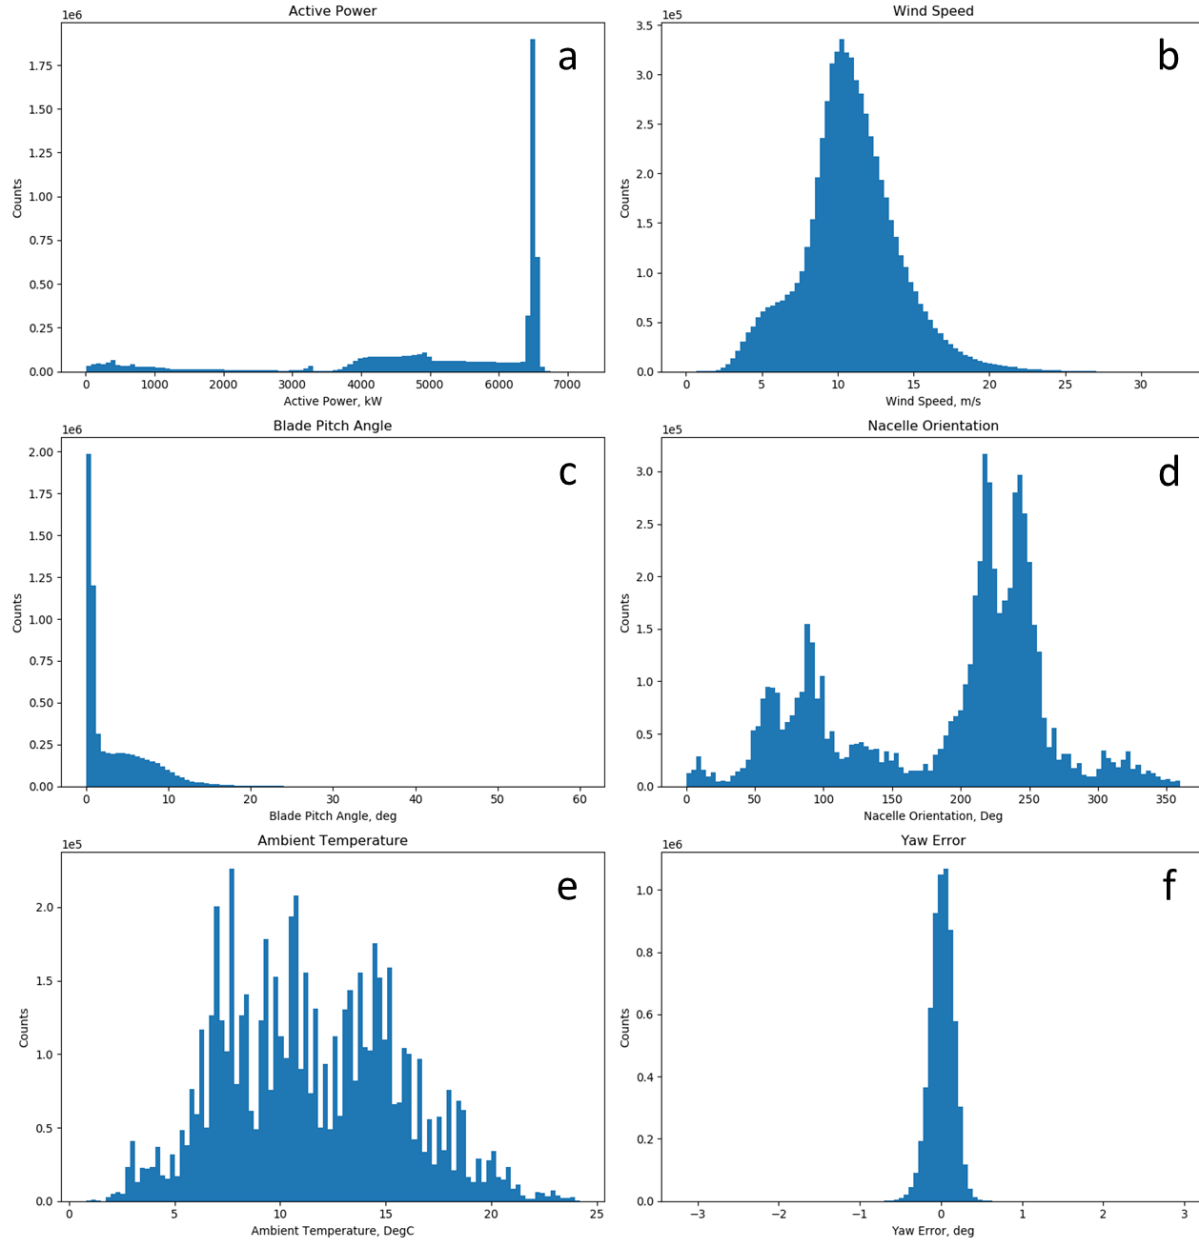 Active Power
1e6
a
1.75
1.50
1.25
1.00
0.75
0.50
0.25
0.00
Counts
0 1000 2000 3000 4000 5000 6000 7000
Active Power, kW
Wind Speed
1e5
b
3.5
3.0
2.5
2.0
1.5
1.0
0.5
0.0
Counts
0 5 10 15 20 25 30
Wind Speed, m/s
Blade Pitch Angle
1e6
c
2.00
1.75
1.50
1.25
1.00
0.75
0.50
0.25
0.00
Counts
0 10 20 30 40 50 60
Blade Pitch Angle, deg
Nacelle Orientation
1e5
d
3.0
2.5
2.0
1.5
1.0
0.5
0.0
Counts
0 50 100 150 200 250 300 350
Nacelle Orientation, Deg
Ambient Temperature
1e5
e
2.0
1.5
1.0
0.5
0.0
Counts
0 5 10 15 20 25
Ambient Temperature, DegC
Yaw Error
1e6
f
1.0
0.8
0.6
0.4
0.2
0.0
Counts
−3 −2 −1 0 1 2 3
Yaw Error, deg